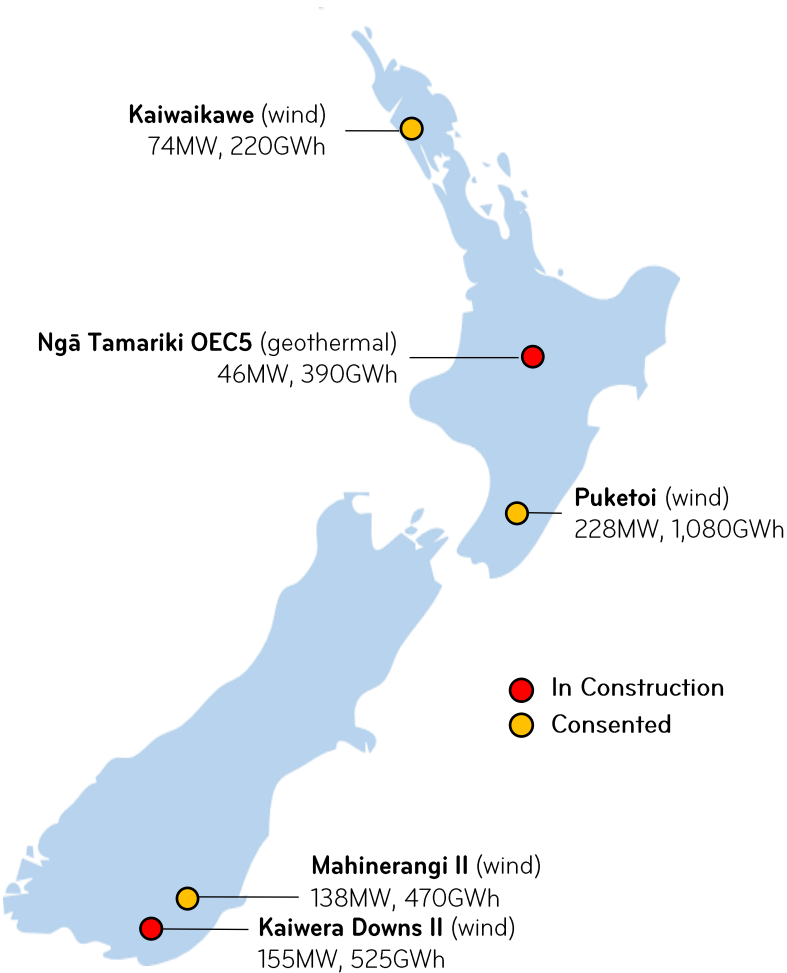 Kaiwaikawe (wind)
74MW, 220GWh
Ngā Tamariki OEC5 (geothermal)
46MW, 390GWh
Puketoi (wind)
228MW, 1,080GWh
In Construction
Consented
Mahinerangi II (wind)
138MW, 470GWh
Kaiwera Downs II (wind)
155MW, 525GWh